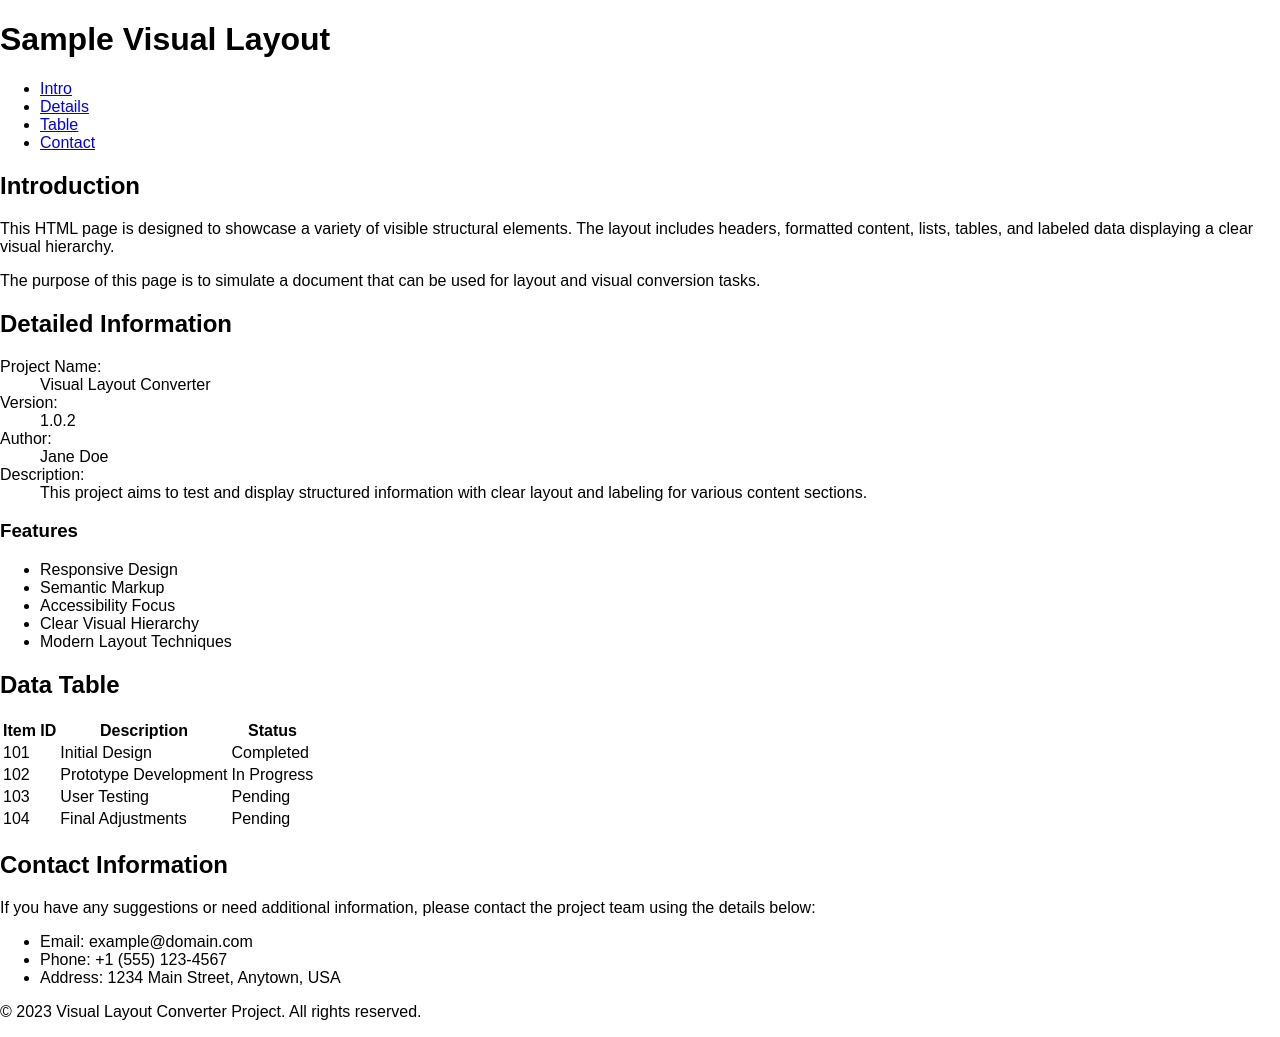 Sample Visual Layout
Intro
Details
Table
Contact
Introduction
This HTML page is designed to showcase a variety of visible structural elements. The layout includes headers, formatted content, lists, tables, and labeled data displaying a clear
visual hierarchy.
The purpose of this page is to simulate a document that can be used for layout and visual conversion tasks.
Detailed Information
Project Name:
Visual Layout Converter
Version:
1.0.2
Author:
Jane Doe
Description:
This project aims to test and display structured information with clear layout and labeling for various content sections.
Features
Responsive Design
Semantic Markup
Accessibility Focus
Clear Visual Hierarchy
Modern Layout Techniques
Data Table
Item ID Description Status
101 Initial Design Completed
102 Prototype Development In Progress
103 User Testing Pending
104 Final Adjustments Pending
Contact Information
If you have any suggestions or need additional information, please contact the project team using the details below:
Email: example@domain.com
Phone: +1 (555) 123-4567
Address: 1234 Main Street, Anytown, USA
© 2023 Visual Layout Converter Project. All rights reserved.